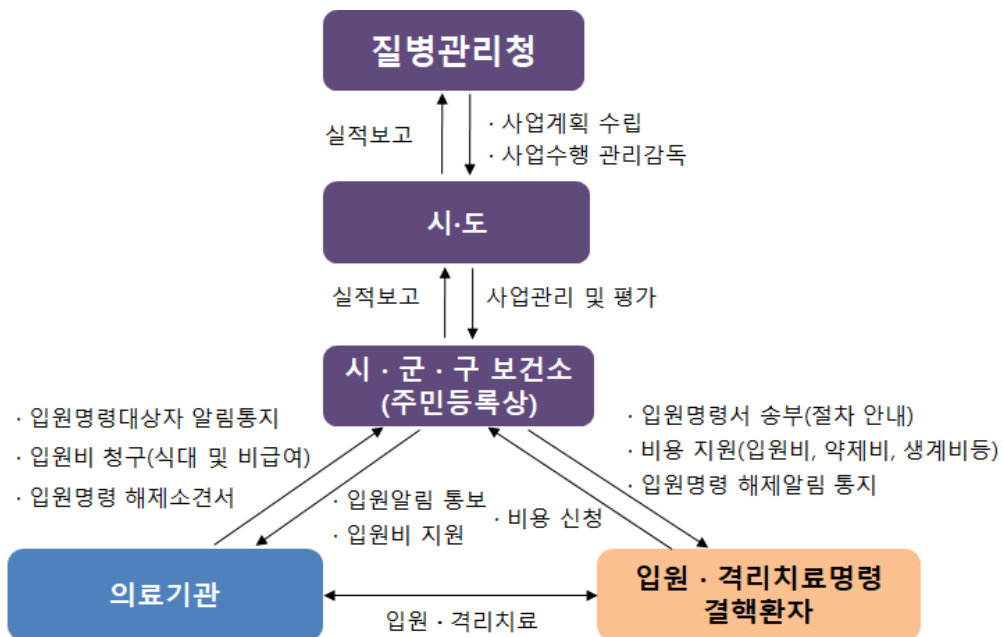 질병관리청
실적보고
· 사업계획 수립
· 사업수행 관리감독
시·도
실적보고
사업관리 및 평가
시 · 군 · 구 보건소
(주민등록상)
· 입원명령대상자 알림통지
· 입원비 청구(식대 및 비급여)
· 입원명령 해제소견서
· 입원명령서 송부(절차 안내)
· 비용 지원(입원비, 약제비, 생계비등)
· 입원명령 해제알림 통지
· 입원알림 통보
· 입원비 지원
· 비용 신청
의료기관
입원 · 격리치료
입원 · 격리치료명령
결핵환자